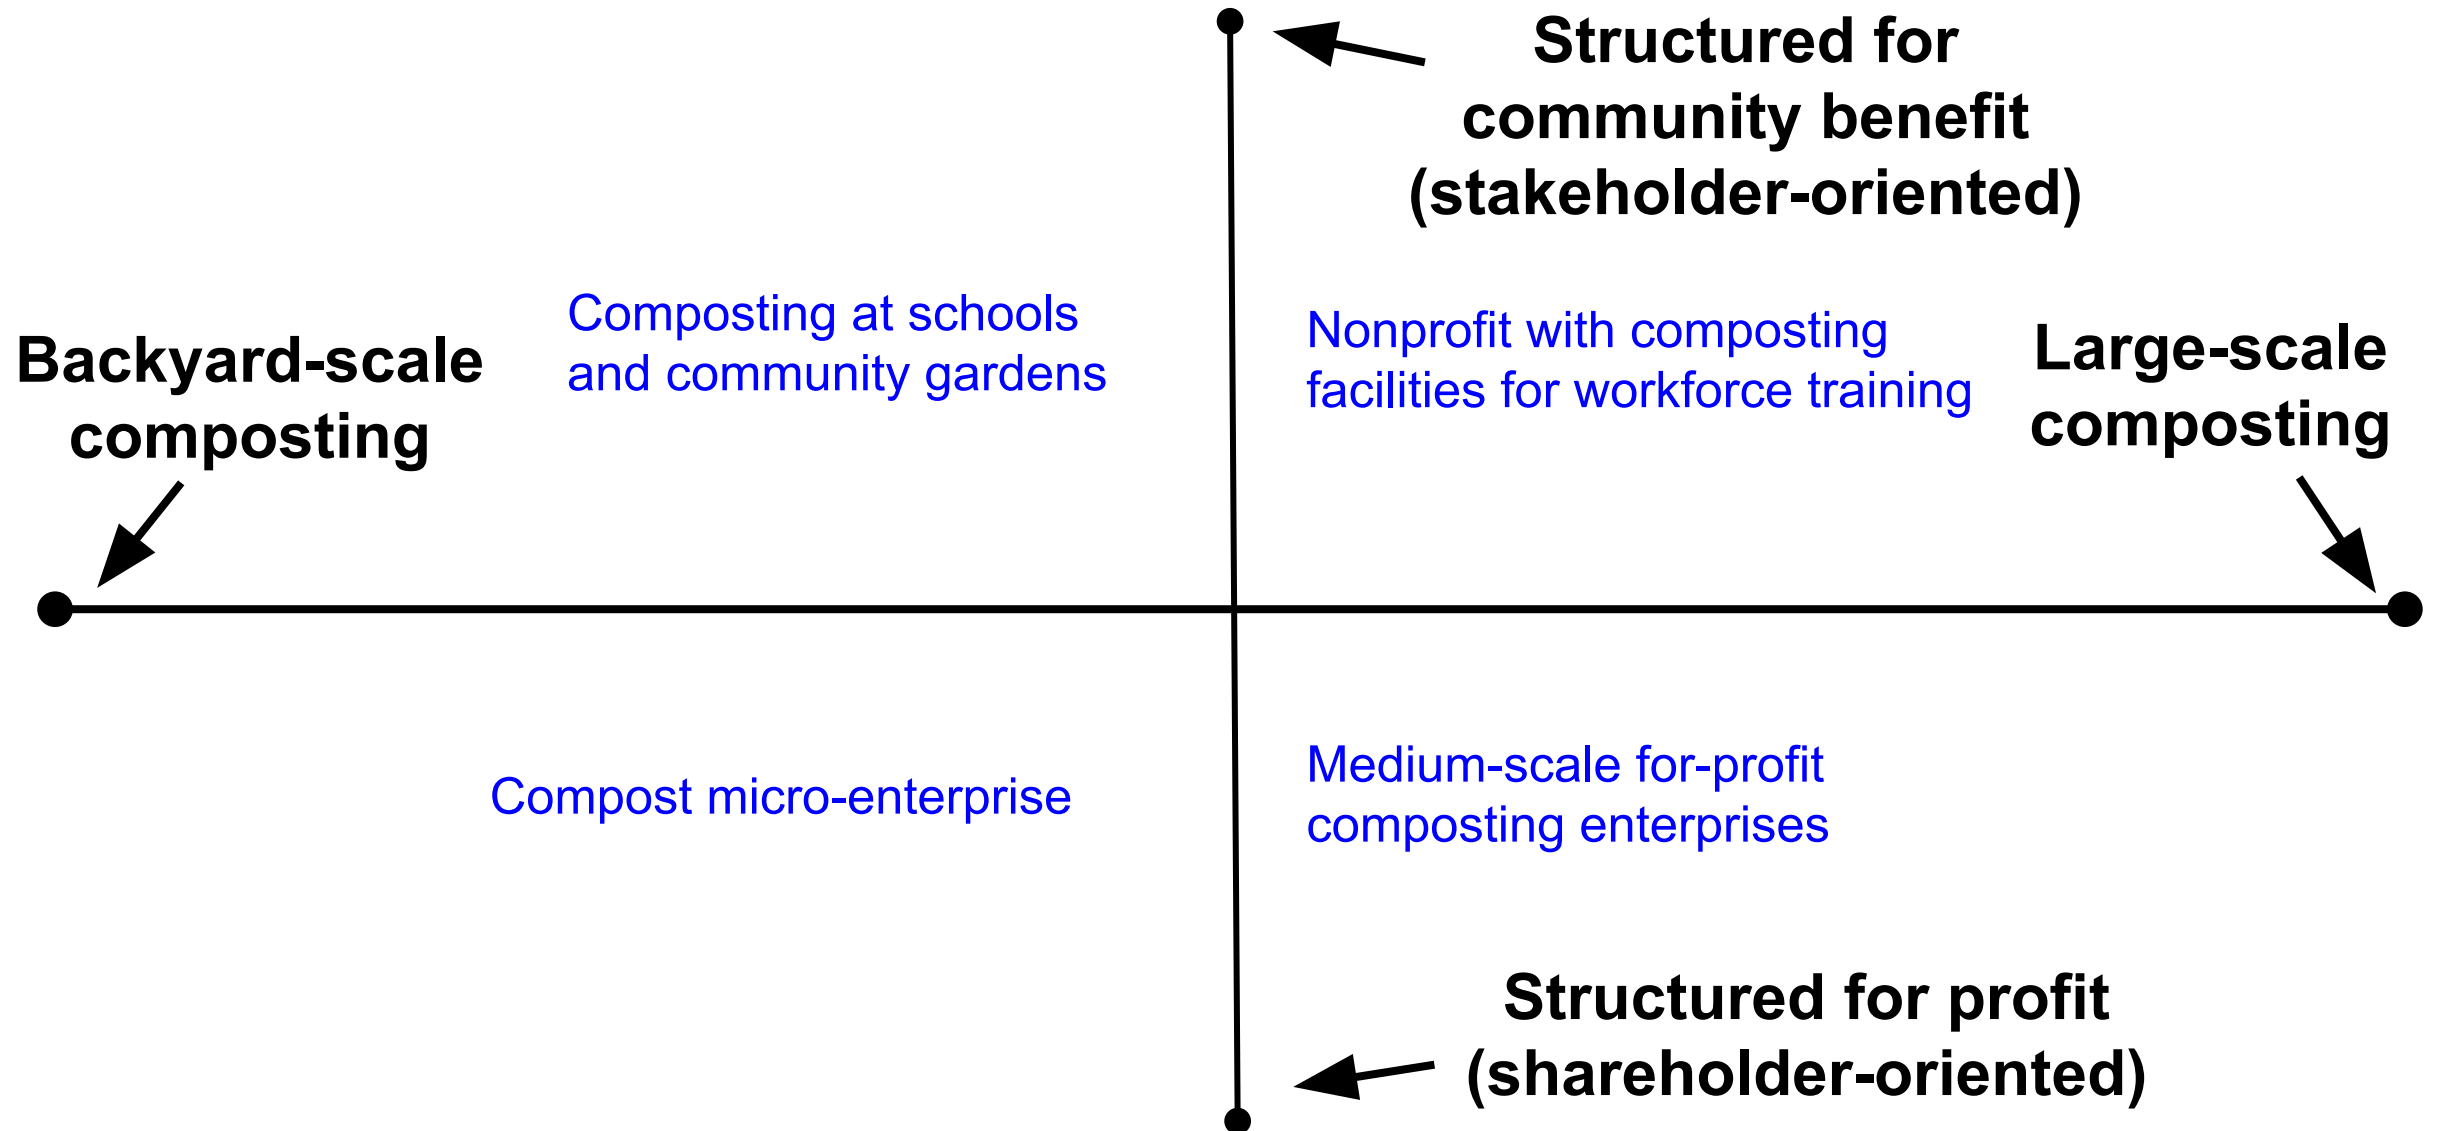 Structured for
community benefit
(stakeholder-oriented)
Backyard-scale
composting
Composting at schools
and community gardens
Nonprofit with composting
facilities for workforce training
Large-scale
composting
Compost micro-enterprise
Medium-scale for-profit
composting enterprises
Structured for profit
(shareholder-oriented)